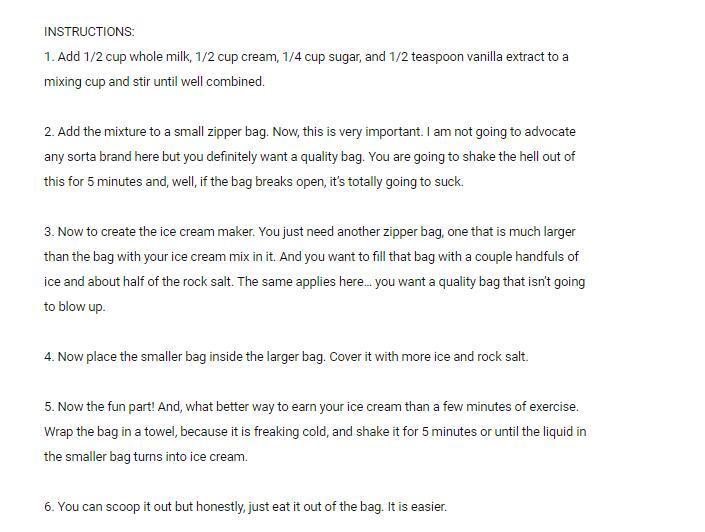 INSTRUCTIONS:
1. Add 1/2 cup whole milk, 1/2 cup cream, 1/4 cup sugar, and 1/2 teaspoon vanilla extract to a
mixing cup and stir until well combined.
2. Add the mixture to a small zipper bag. Now, this is very important. I am not going to advocate
any sorta brand here but you definitely want a quality bag. You are going to shake the hell out of
this for 5 minutes and, well, if the bag breaks open, it's totally going to suck.
3. Now to create the ice cream maker. You just need another zipper bag, one that is much larger
than the bag with your ice cream mix in it. And you want to fill that bag with a couple handfuls of
ice and about half of the rock salt. The same applies here... you want a quality bag that isn't going
to blow up.
4. Now place the smaller bag inside the larger bag. Cover it with more ice and rock salt.
5. Now the fun part! And, what better way to earn your ice cream than a few minutes of exercise.
Wrap the bag in a towel, because it is freaking cold, and shake it for 5 minutes or until the liquid in
the smaller bag turns into ice cream.
6. You can scoop it out but honestly, just eat it out of the bag. It is easier.